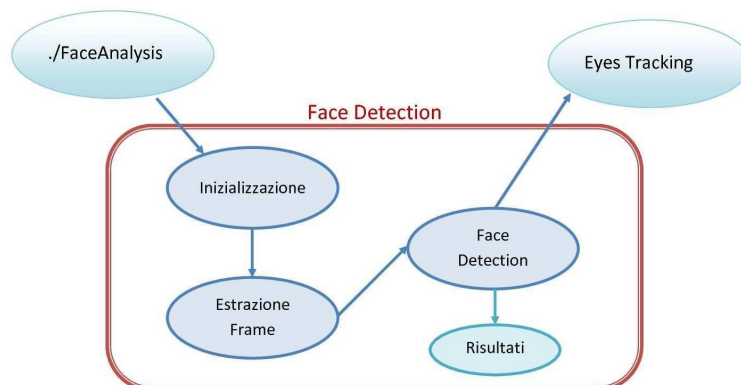 ./FaceAnalysis
Eyes Tracking
Face Detection
Inizializzazione
Face
Detection
Estrazione
Frame
Risultati